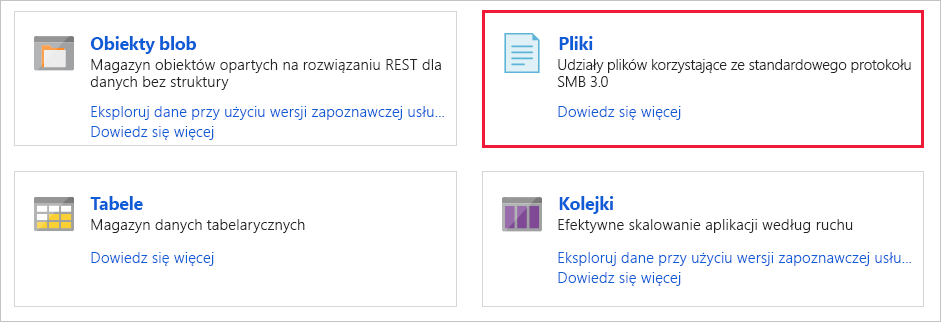 Obiekty blob
Magazyn obiektów opartych na rozwiązaniu REST dla
danych bez struktury
Eksploruj dane przy użyciu wersji zapoznawczej usłu...
Dowiedz się więcej
Pliki
Udziały plików korzystające ze standardowego protokołu
SMB 3.0
Dowiedz się więcej
Tabele
Magazyn danych tabelarycznych
Dowiedz się więcej
Kolejki
Efektywne skalowanie aplikacji według ruchu
Eksploruj dane przy użyciu wersji zapoznawczej usłu...
Dowiedz się więcej